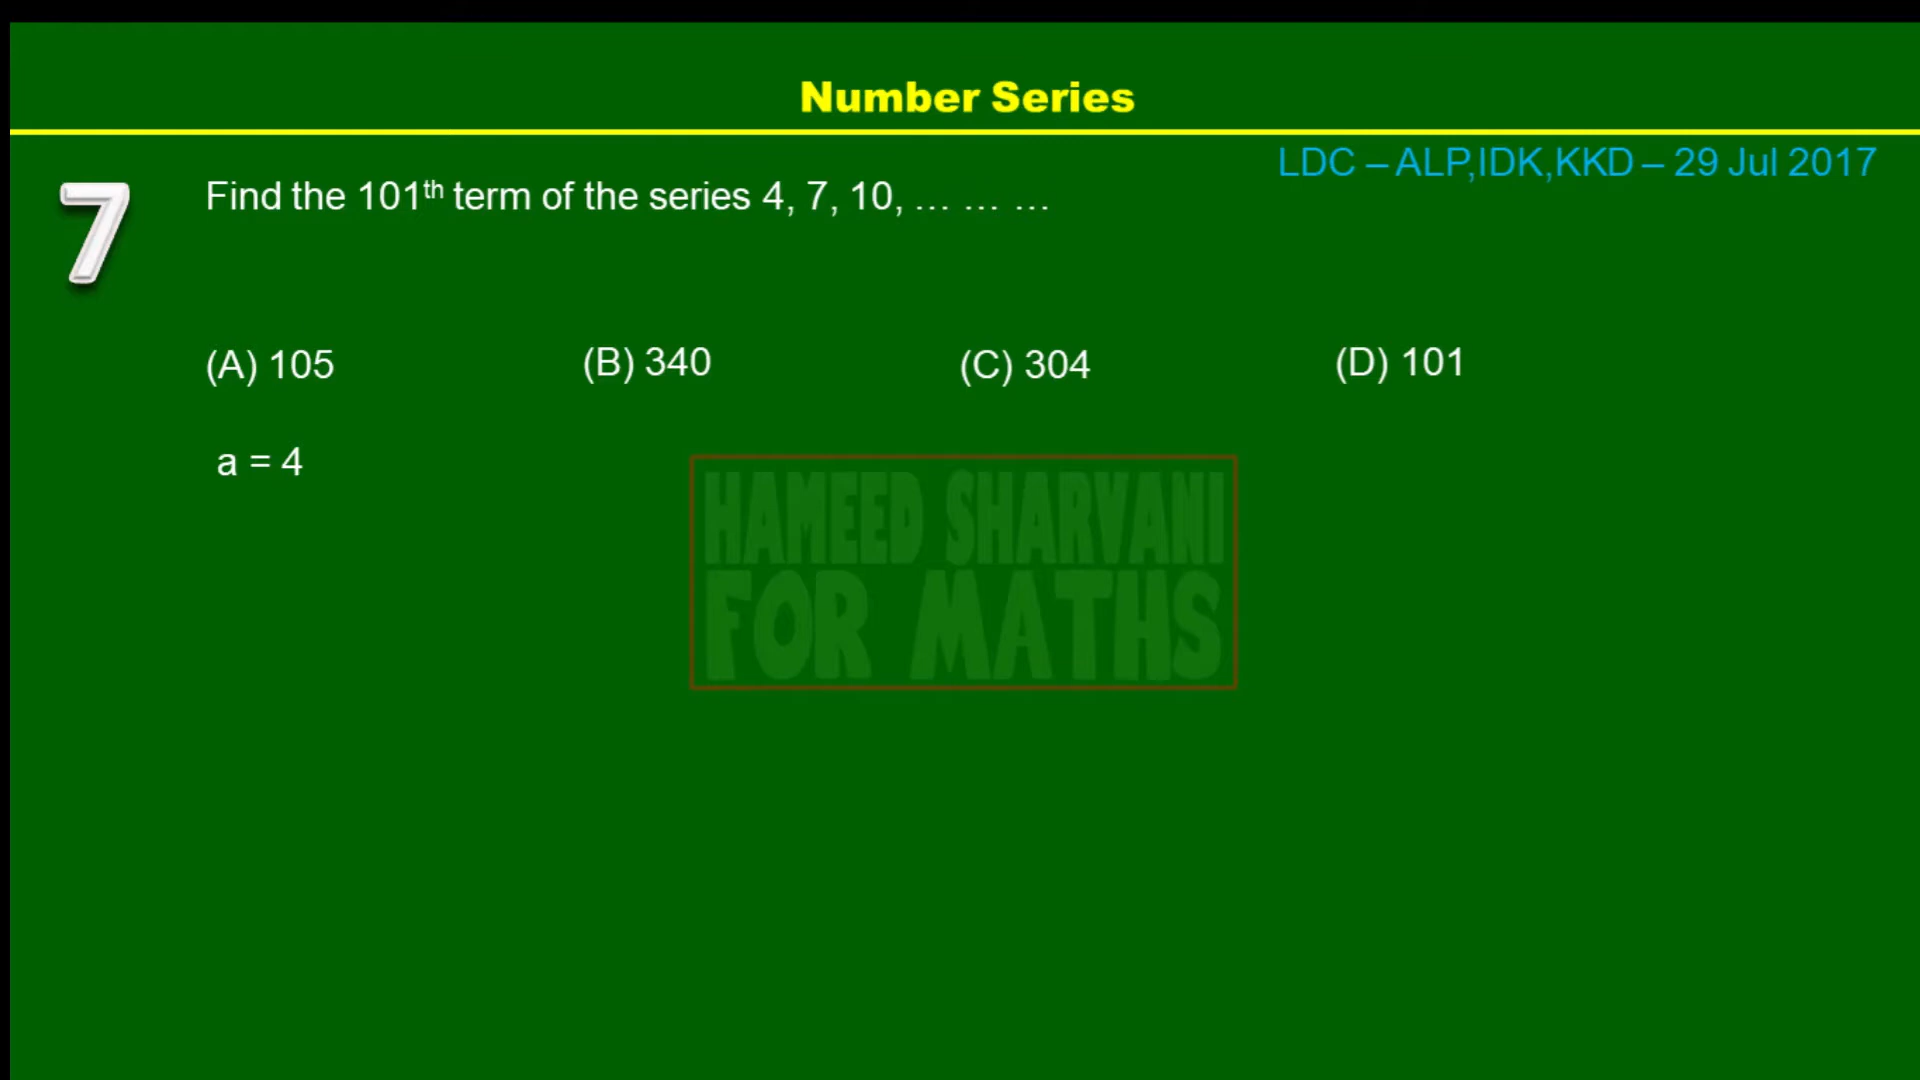 Number Series
LDC – ALP,IDK,KKD – 29 Jul 2017
7
Find the 101th term of the series 4, 7, 10, ... ... ...
(A) 105
(B) 340
(C) 304
(D) 101
a = 4
HAMEED SHARVANI
FOR MATHS